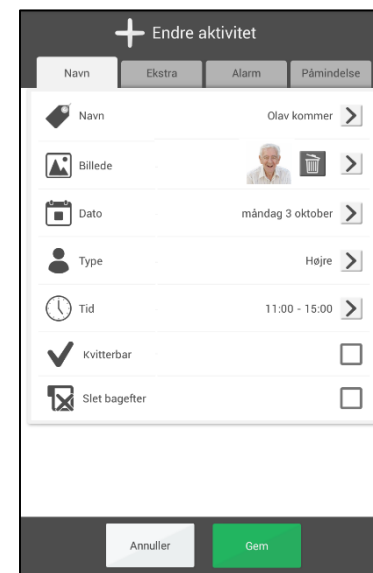 Endre aktivitet
Navn Ekstra Alarm Påmindelse
Navn Olav kommer
Billede
Dato måndag 3 oktober
Type Højre
Tid 11:00 - 15:00
Kvitterbar
Slet bagefter
Annuller Gem